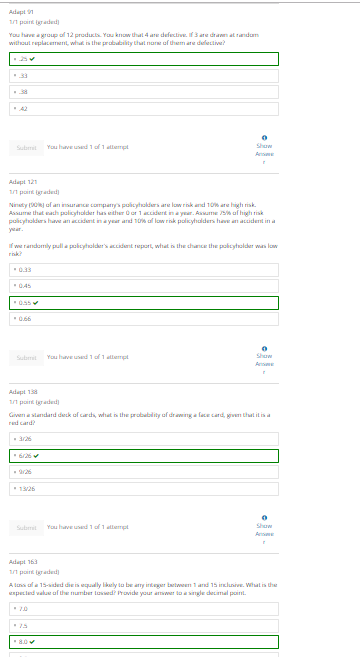 Adapt 91
1/1 point (graded)
You have a group of 12 products. You know that 4 are defective. If 3 are drawn at random
without replacement, what is the probability that none of them are defective?
.25 ✔
.33
.38
.42
Submit
You have used 1 of 1 attempt
Show
Answe
r
Adapt 121
1/1 point (graded)
Ninety (90%) of an insurance company's policyholders are low risk and 10% are high risk.
Assume that each policyholder has either 0 or 1 accident in a year. Assume 75% of high risk
policyholders have an accident in a year and 10% of low risk policyholders have an accident in a
year.
If we randomly pull a policyholder's accident report, what is the chance the policyholder was low
risk?
0.33
0.45
0.55 ✔
0.66
Submit
You have used 1 of 1 attempt
Show
Answe
r
Adapt 138
1/1 point (graded)
Given a standard deck of cards, what is the probability of drawing a face card, given that it is a
red card?
3/26
6/26 ✔
9/26
13/26
Submit
You have used 1 of 1 attempt
Show
Answe
r
Adapt 163
1/1 point (graded)
A toss of a 15-sided die is equally likely to be any integer between 1 and 15 inclusive. What is the
expected value of the number tossed? Provide your answer to a single decimal point.
7.0
7.5
8.0 ✔